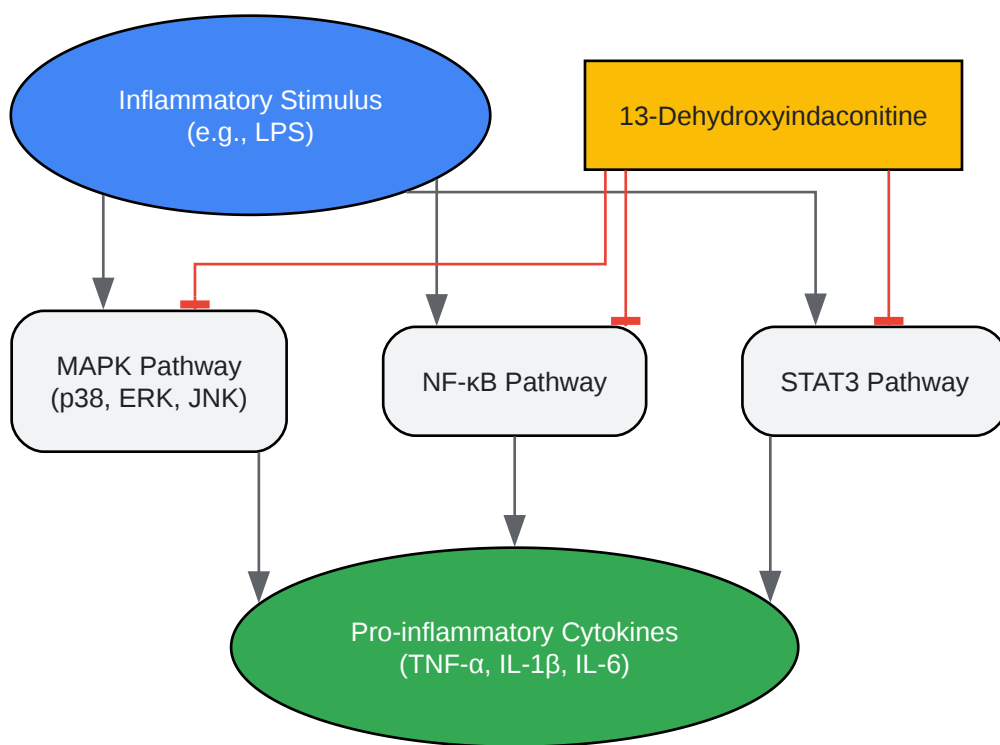 Inflammatory Stimulus
(e.g., LPS)
13-Dehydroxyindaconitine
MAPK Pathway
(p38, ERK, JNK)
NF-κB Pathway
STAT3 Pathway
Pro-inflammatory Cytokines
(TNF-α, IL-1β, IL-6)